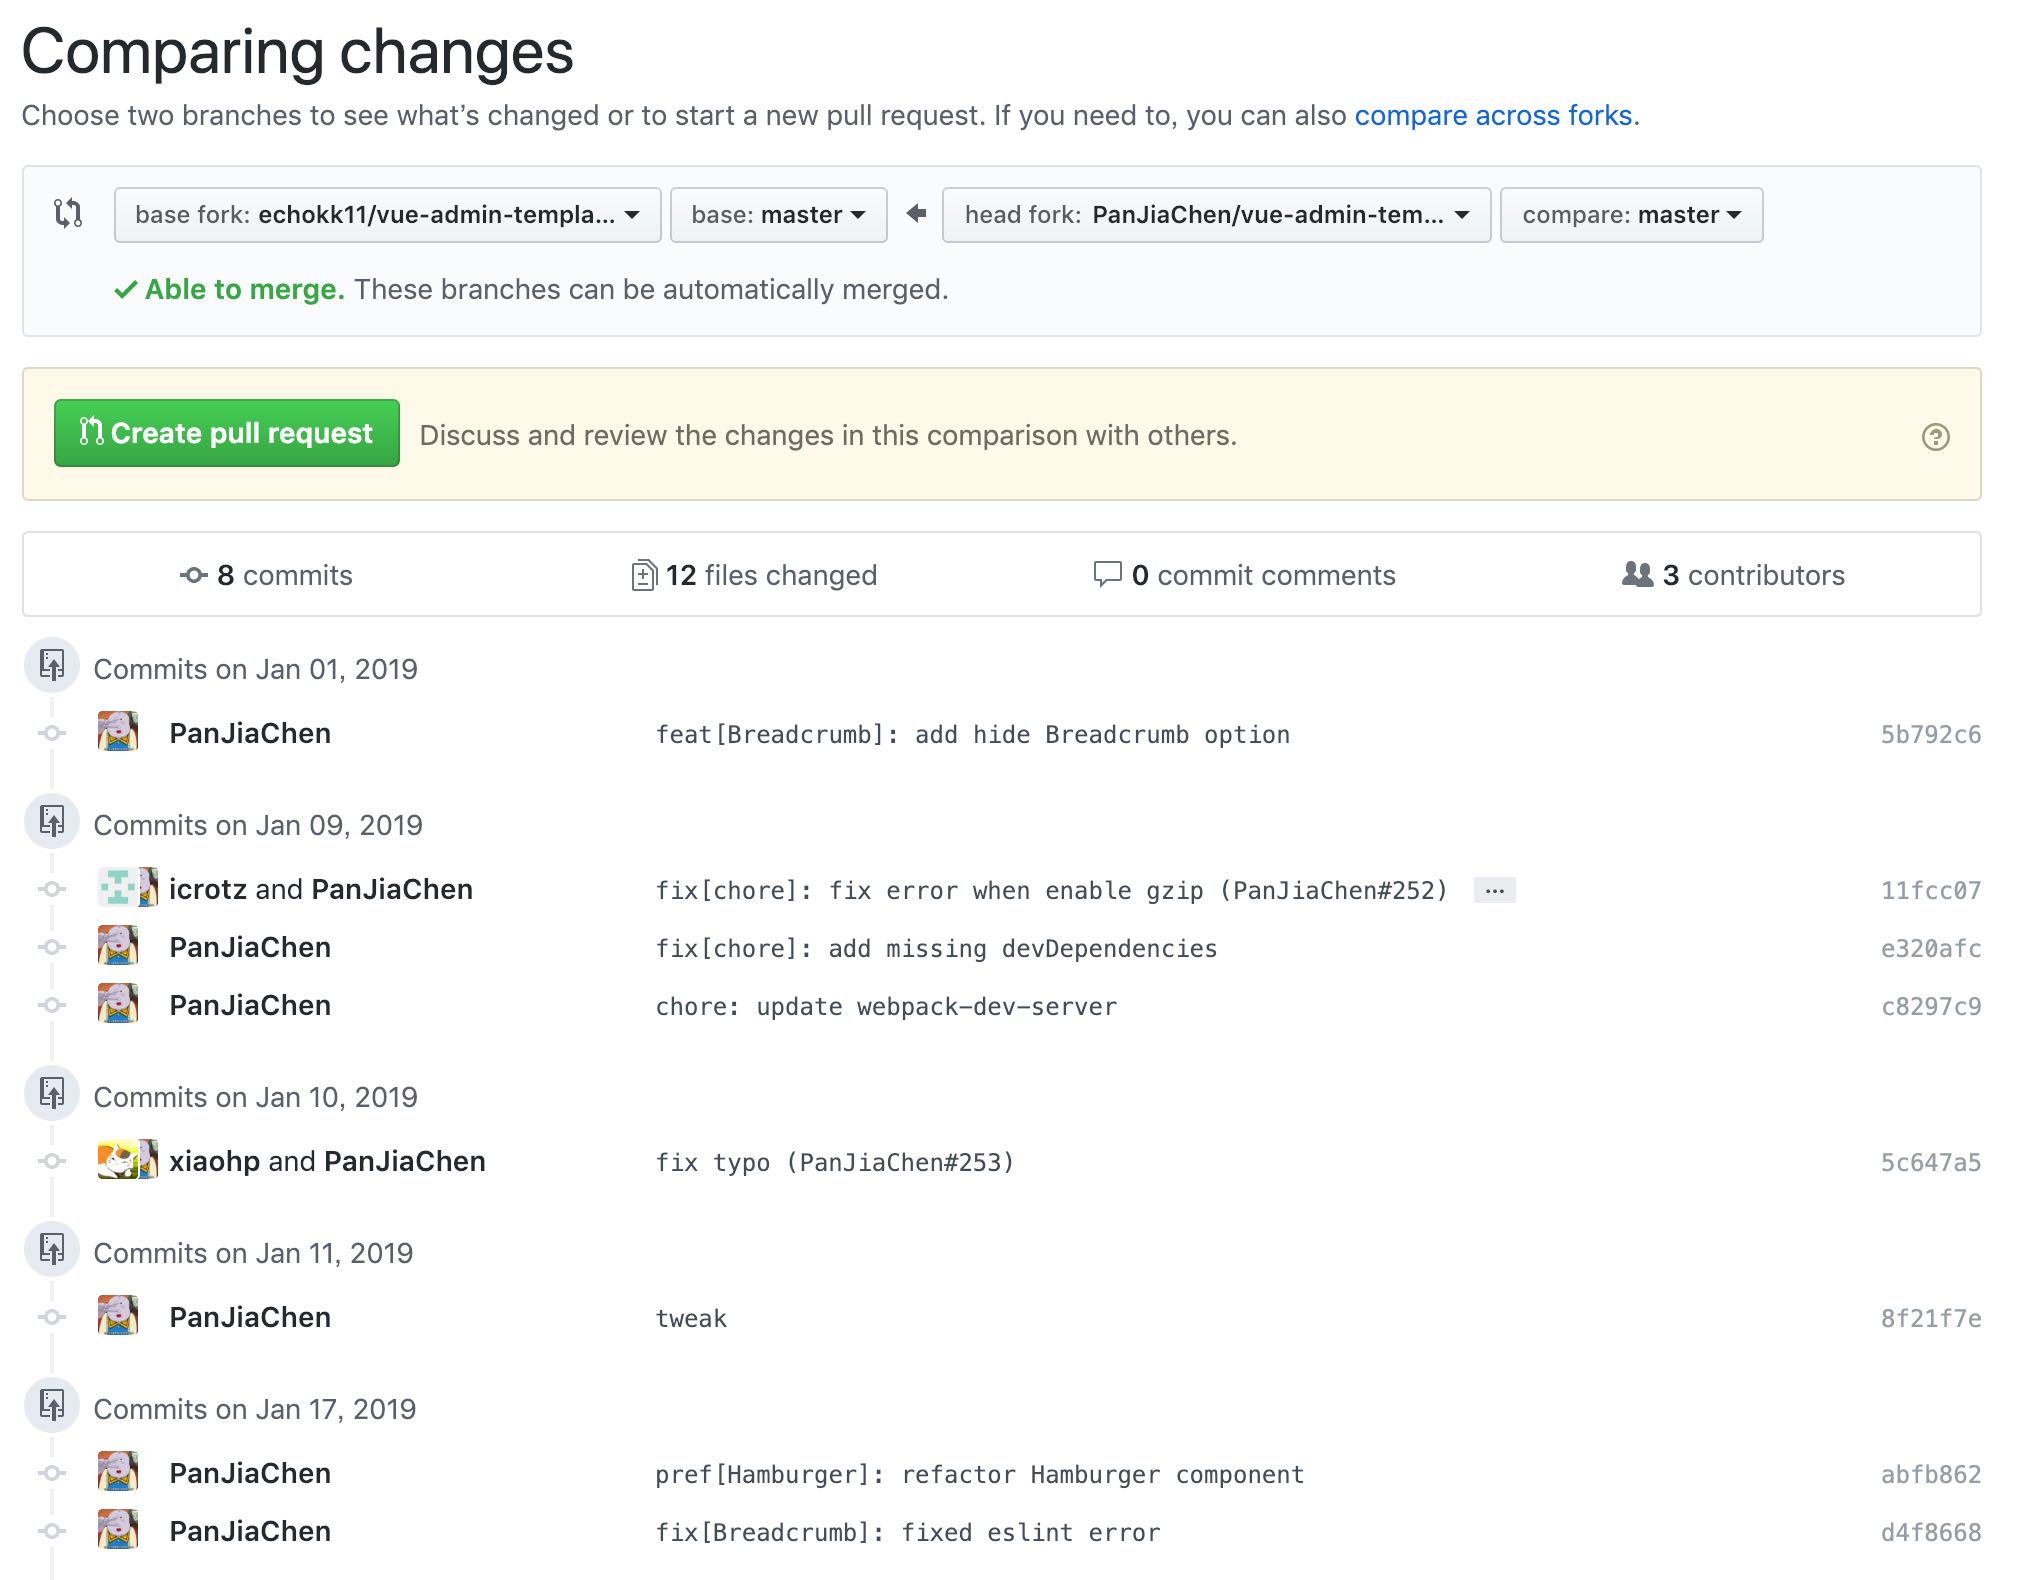 Comparing changes
Choose two branches to see what’s changed or to start a new pull request. If you need to, you can also compare across forks.
base fork: echokk11/vue-admin-templa... base: master head fork: PanJiaChen/vue-admin-tem... compare: master
Able to merge. These branches can be automatically merged.
Create pull request Discuss and review the changes in this comparison with others.
8 commits 12 files changed 0 commit comments 3 contributors
Commits on Jan 01, 2019
PanJiaChen feat[Breadcrumb]: add hide Breadcrumb option 5b792c6
Commits on Jan 09, 2019
icrotz and PanJiaChen fix[chore]: fix error when enable gzip (PanJiaChen#252) ... 11fcc07
PanJiaChen fix[chore]: add missing devDependencies e320afc
PanJiaChen chore: update webpack-dev-server c8297c9
Commits on Jan 10, 2019
xiaohp and PanJiaChen fix typo (PanJiaChen#253) 5c647a5
Commits on Jan 11, 2019
PanJiaChen tweak 8f21f7e
Commits on Jan 17, 2019
PanJiaChen pref[Hamburger]: refactor Hamburger component abfb862
PanJiaChen fix[Breadcrumb]: fixed eslint error d4f8668